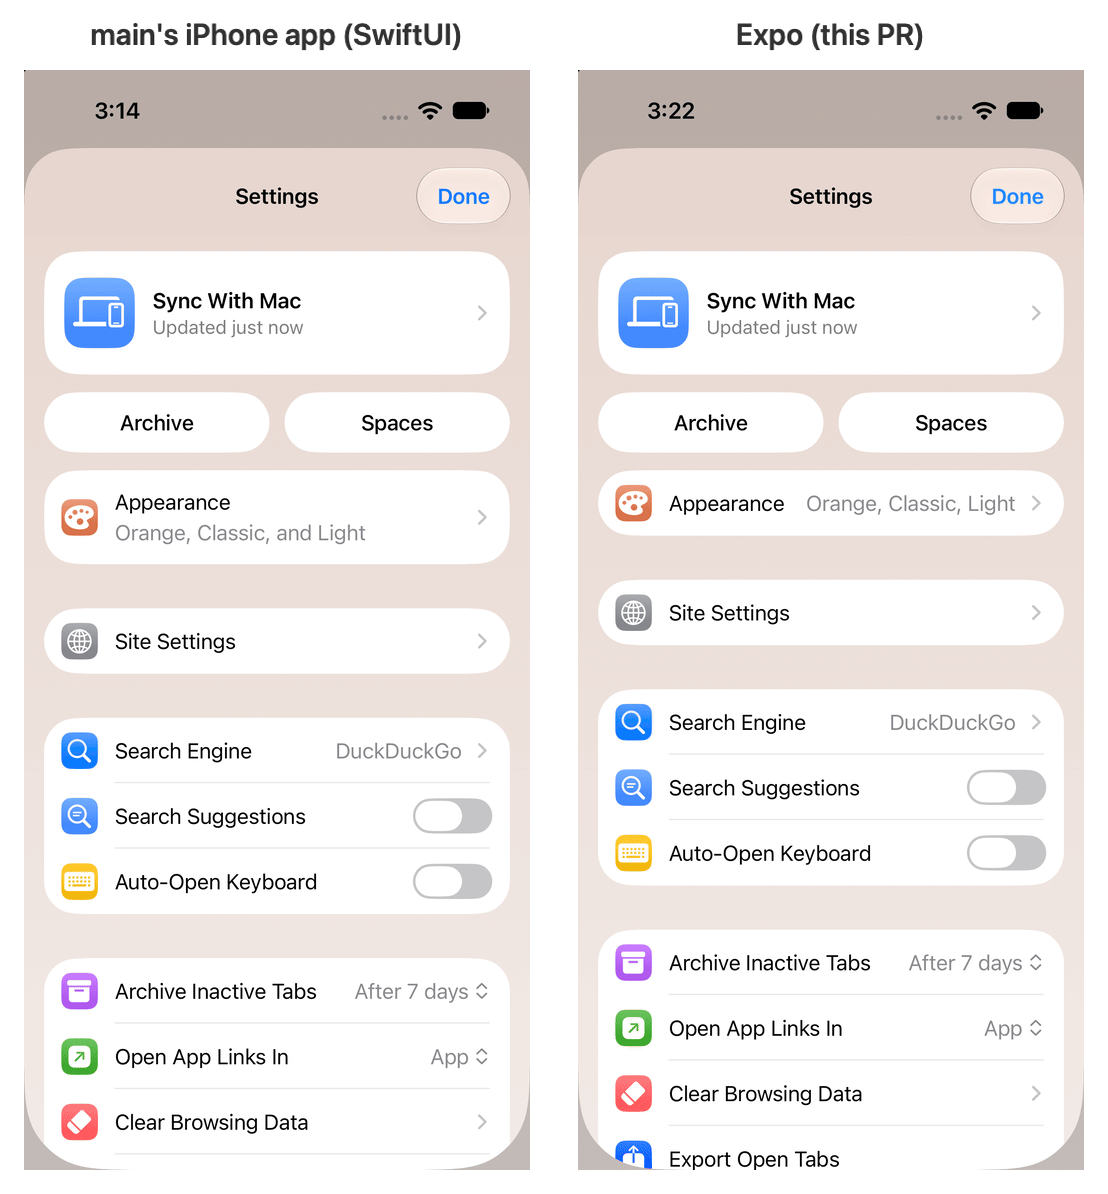 main's iPhone app (SwiftUI)
3:14
Settings
Done
Sync With Mac
Updated just now
Archive
Spaces
Appearance
Orange, Classic, and Light
Site Settings
Search Engine
DuckDuckGo
Search Suggestions
Auto-Open Keyboard
Archive Inactive Tabs
After 7 days
Open App Links In
App
Clear Browsing Data
Expo (this PR)
3:22
Settings
Done
Sync With Mac
Updated just now
Archive
Spaces
Appearance
Orange, Classic, Light
Site Settings
Search Engine
DuckDuckGo
Search Suggestions
Auto-Open Keyboard
Archive Inactive Tabs
After 7 days
Open App Links In
App
Clear Browsing Data
Export Open Tabs